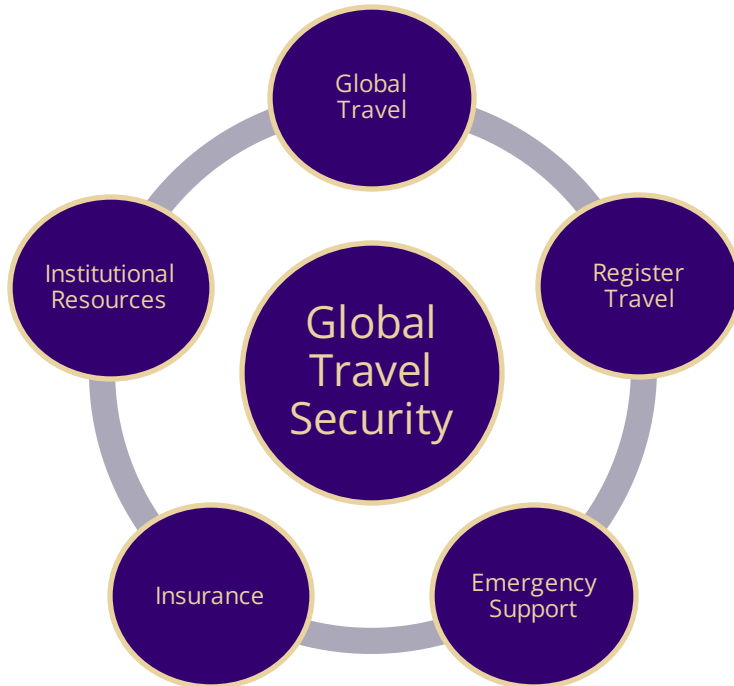 Global
Travel
Register
Travel
Emergency
Support
Insurance
Institutional
Resources
Global
Travel
Security